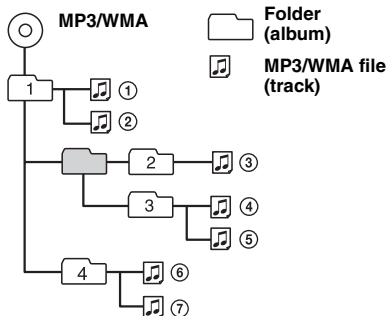 MP3/WMA
Folder
(album)
MP3/WMA file
(track)
1
①
②
2
③
3
④
⑤
4
⑥
⑦